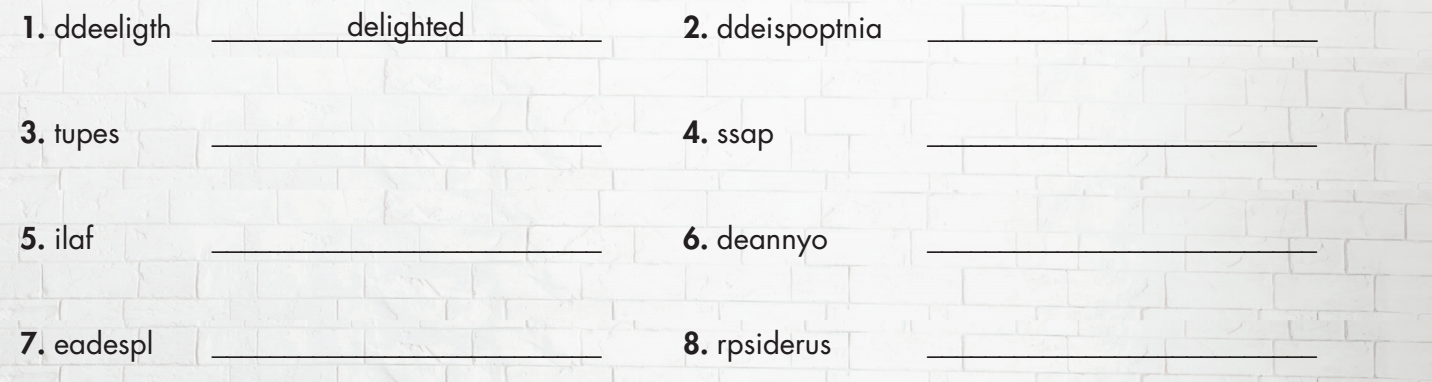 1. ddeeligth delighted 2. ddeispoptnia
3. tupes 4. ssap
5. ilaf 6. deannyo
7. eadespl 8. rpsiderus